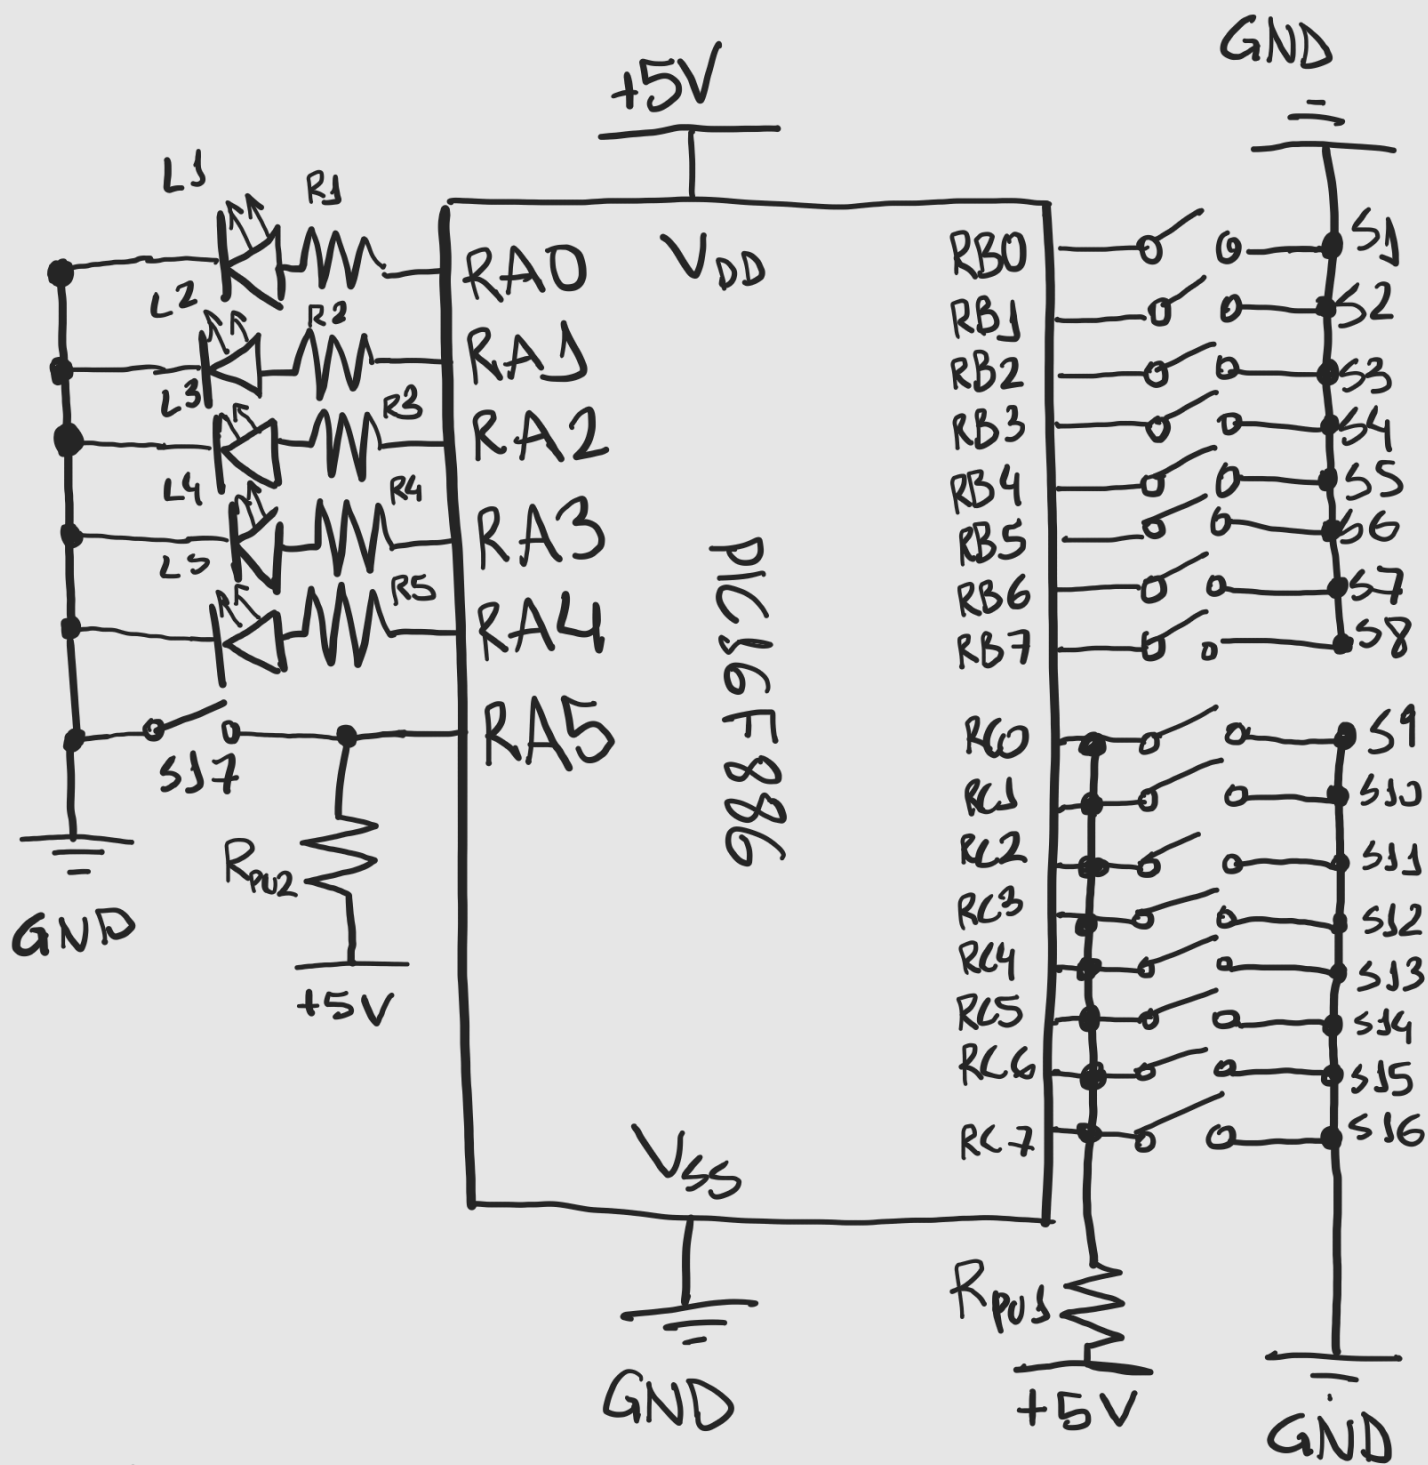 GND
+5V
L1
R1
S1
RA0
VDD
RB0
L2
R2
S2
RA1
RB1
L3
R3
S3
RA2
RB2
S4
RB3
L4
R4
S5
RA3
RB4
S6
RB5
L5
R5
S7
RA4
RB6
S8
RB7
PIC16F886
RA5
RC0
S9
S17
RC1
S10
RPU2
RC2
S11
GND
RC3
S12
+5V
RC4
S13
RC5
S14
RC6
S15
VSS
RC7
S16
RPU1
GND
+5V
GND